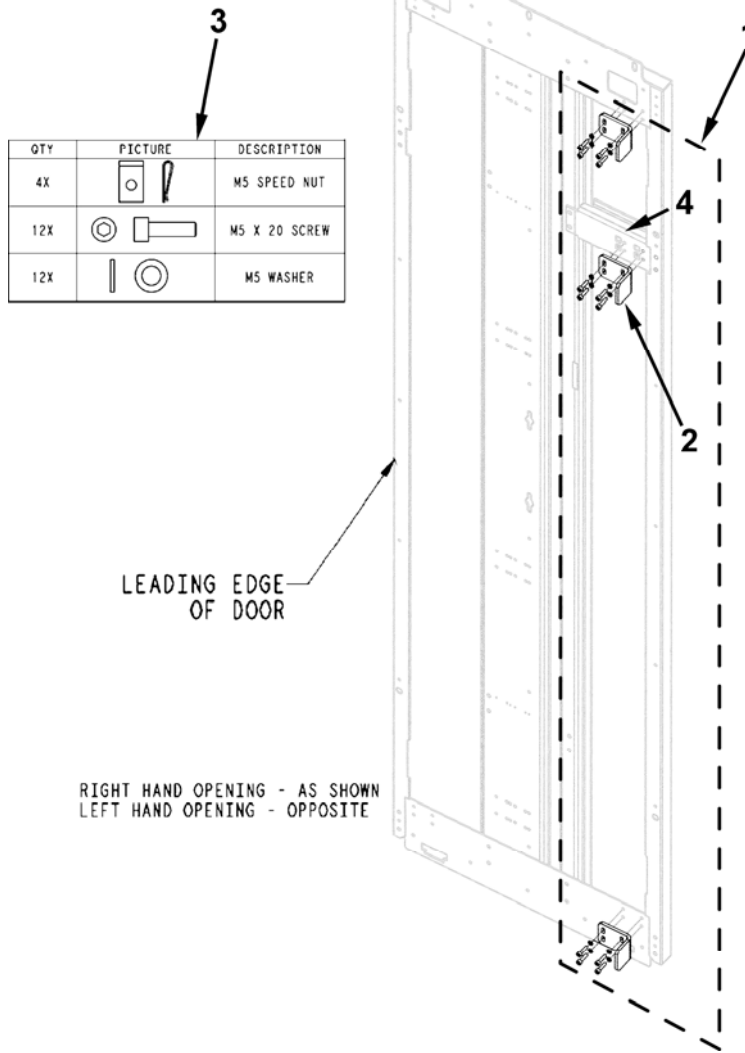 3
1
QTY PICTURE DESCRIPTION
4X M5 SPEED NUT
12X M5 X 20 SCREW
12X M5 WASHER
4
2
LEADING EDGE
OF DOOR
RIGHT HAND OPENING - AS SHOWN
LEFT HAND OPENING - OPPOSITE